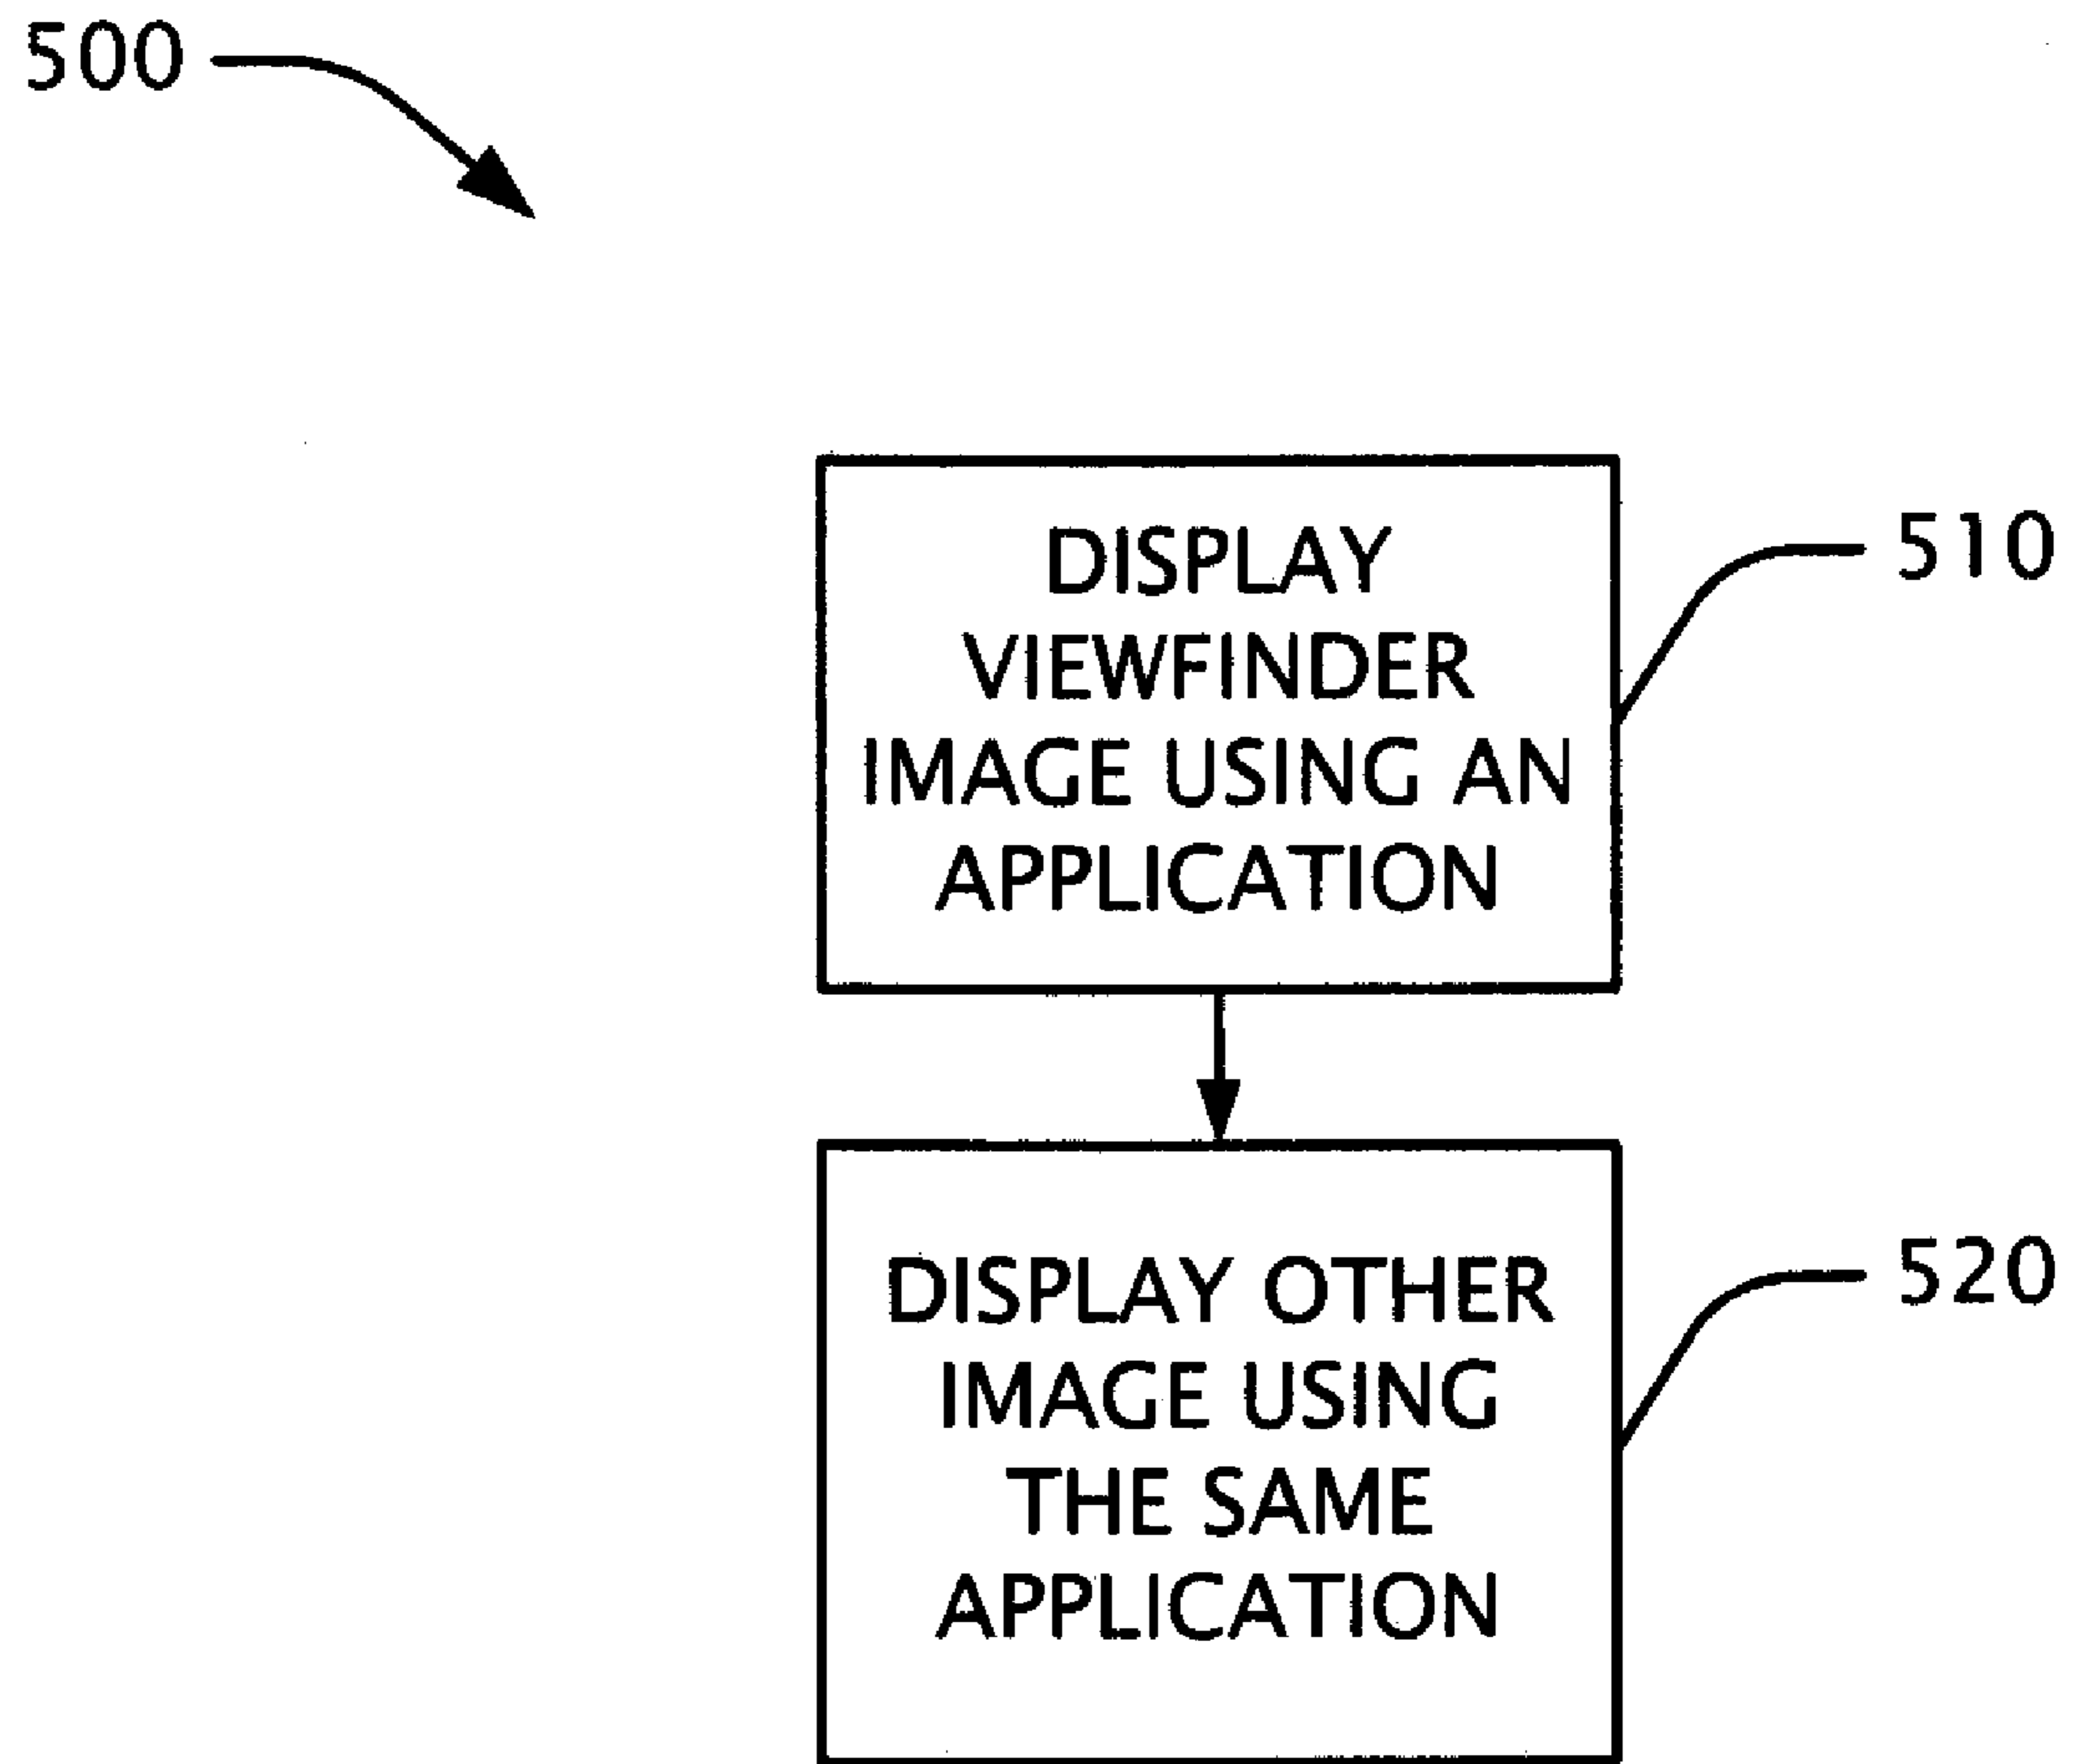 500
DISPLAY
VIEWFINDER
IMAGE USING AN
APPLICATION
510
DISPLAY OTHER
IMAGE USING
THE SAME
APPLICATION
520